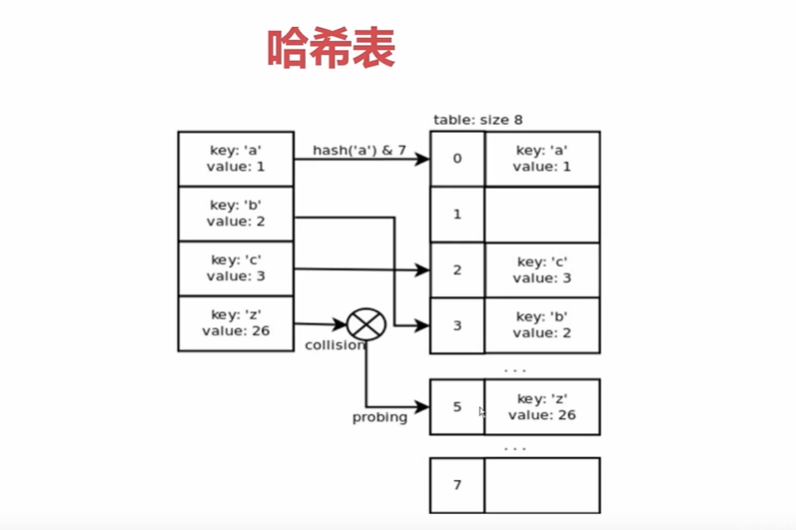 哈希表
table: size 8
key: 'a'
value: 1
hash('a') & 7
0
key: 'a'
value: 1
key: 'b'
value: 2
1
key: 'c'
value: 3
2
key: 'c'
value: 3
key: 'z'
value: 26
collision
3
key: 'b'
value: 2
. . .
probing
5
key: 'z'
value: 26
. . .
7